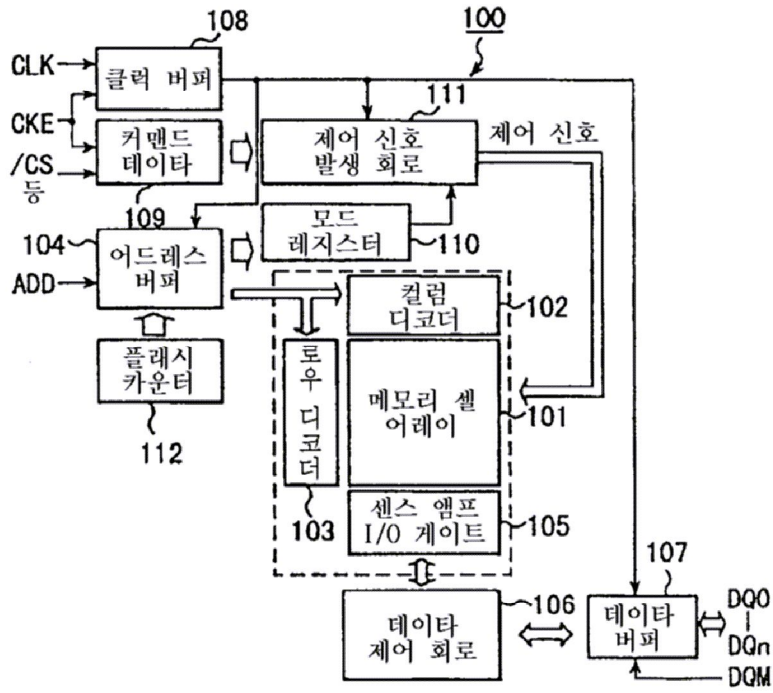 108
100
CLK
클럭 버퍼
111
CKE
커맨드
데이타
제어 신호
발생 회로
제어 신호
/CS
등
109
104
어드레스
버퍼
모드
레지스터
110
ADD
컬럼
디코더
102
플래시
카운터
112
로우 디코더
103
메모리 셀
어레이
101
센스 앰프
I/O 게이트
105
107
106
데이타
제어 회로
데이타
버퍼
DQ0
DQn
DQM